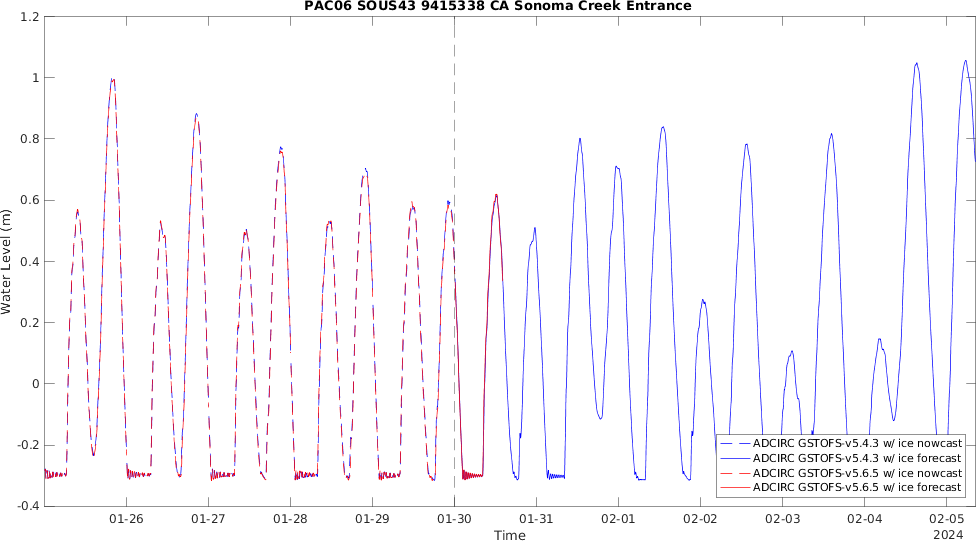 PAC06 SOUS43 9415338 CA Sonoma Creek Entrance
1.2
1
0.8
0.6
0.4
0.2
0
-0.2
-0.4
Water Level (m)
ADCIRC GSTOFS-v5.4.3 w/ ice nowcast
ADCIRC GSTOFS-v5.4.3 w/ ice forecast
ADCIRC GSTOFS-v5.6.5 w/ ice nowcast
ADCIRC GSTOFS-v5.6.5 w/ ice forecast
01-26 01-27 01-28 01-29 01-30 01-31 02-01 02-02 02-03 02-04 02-05
Time
2024